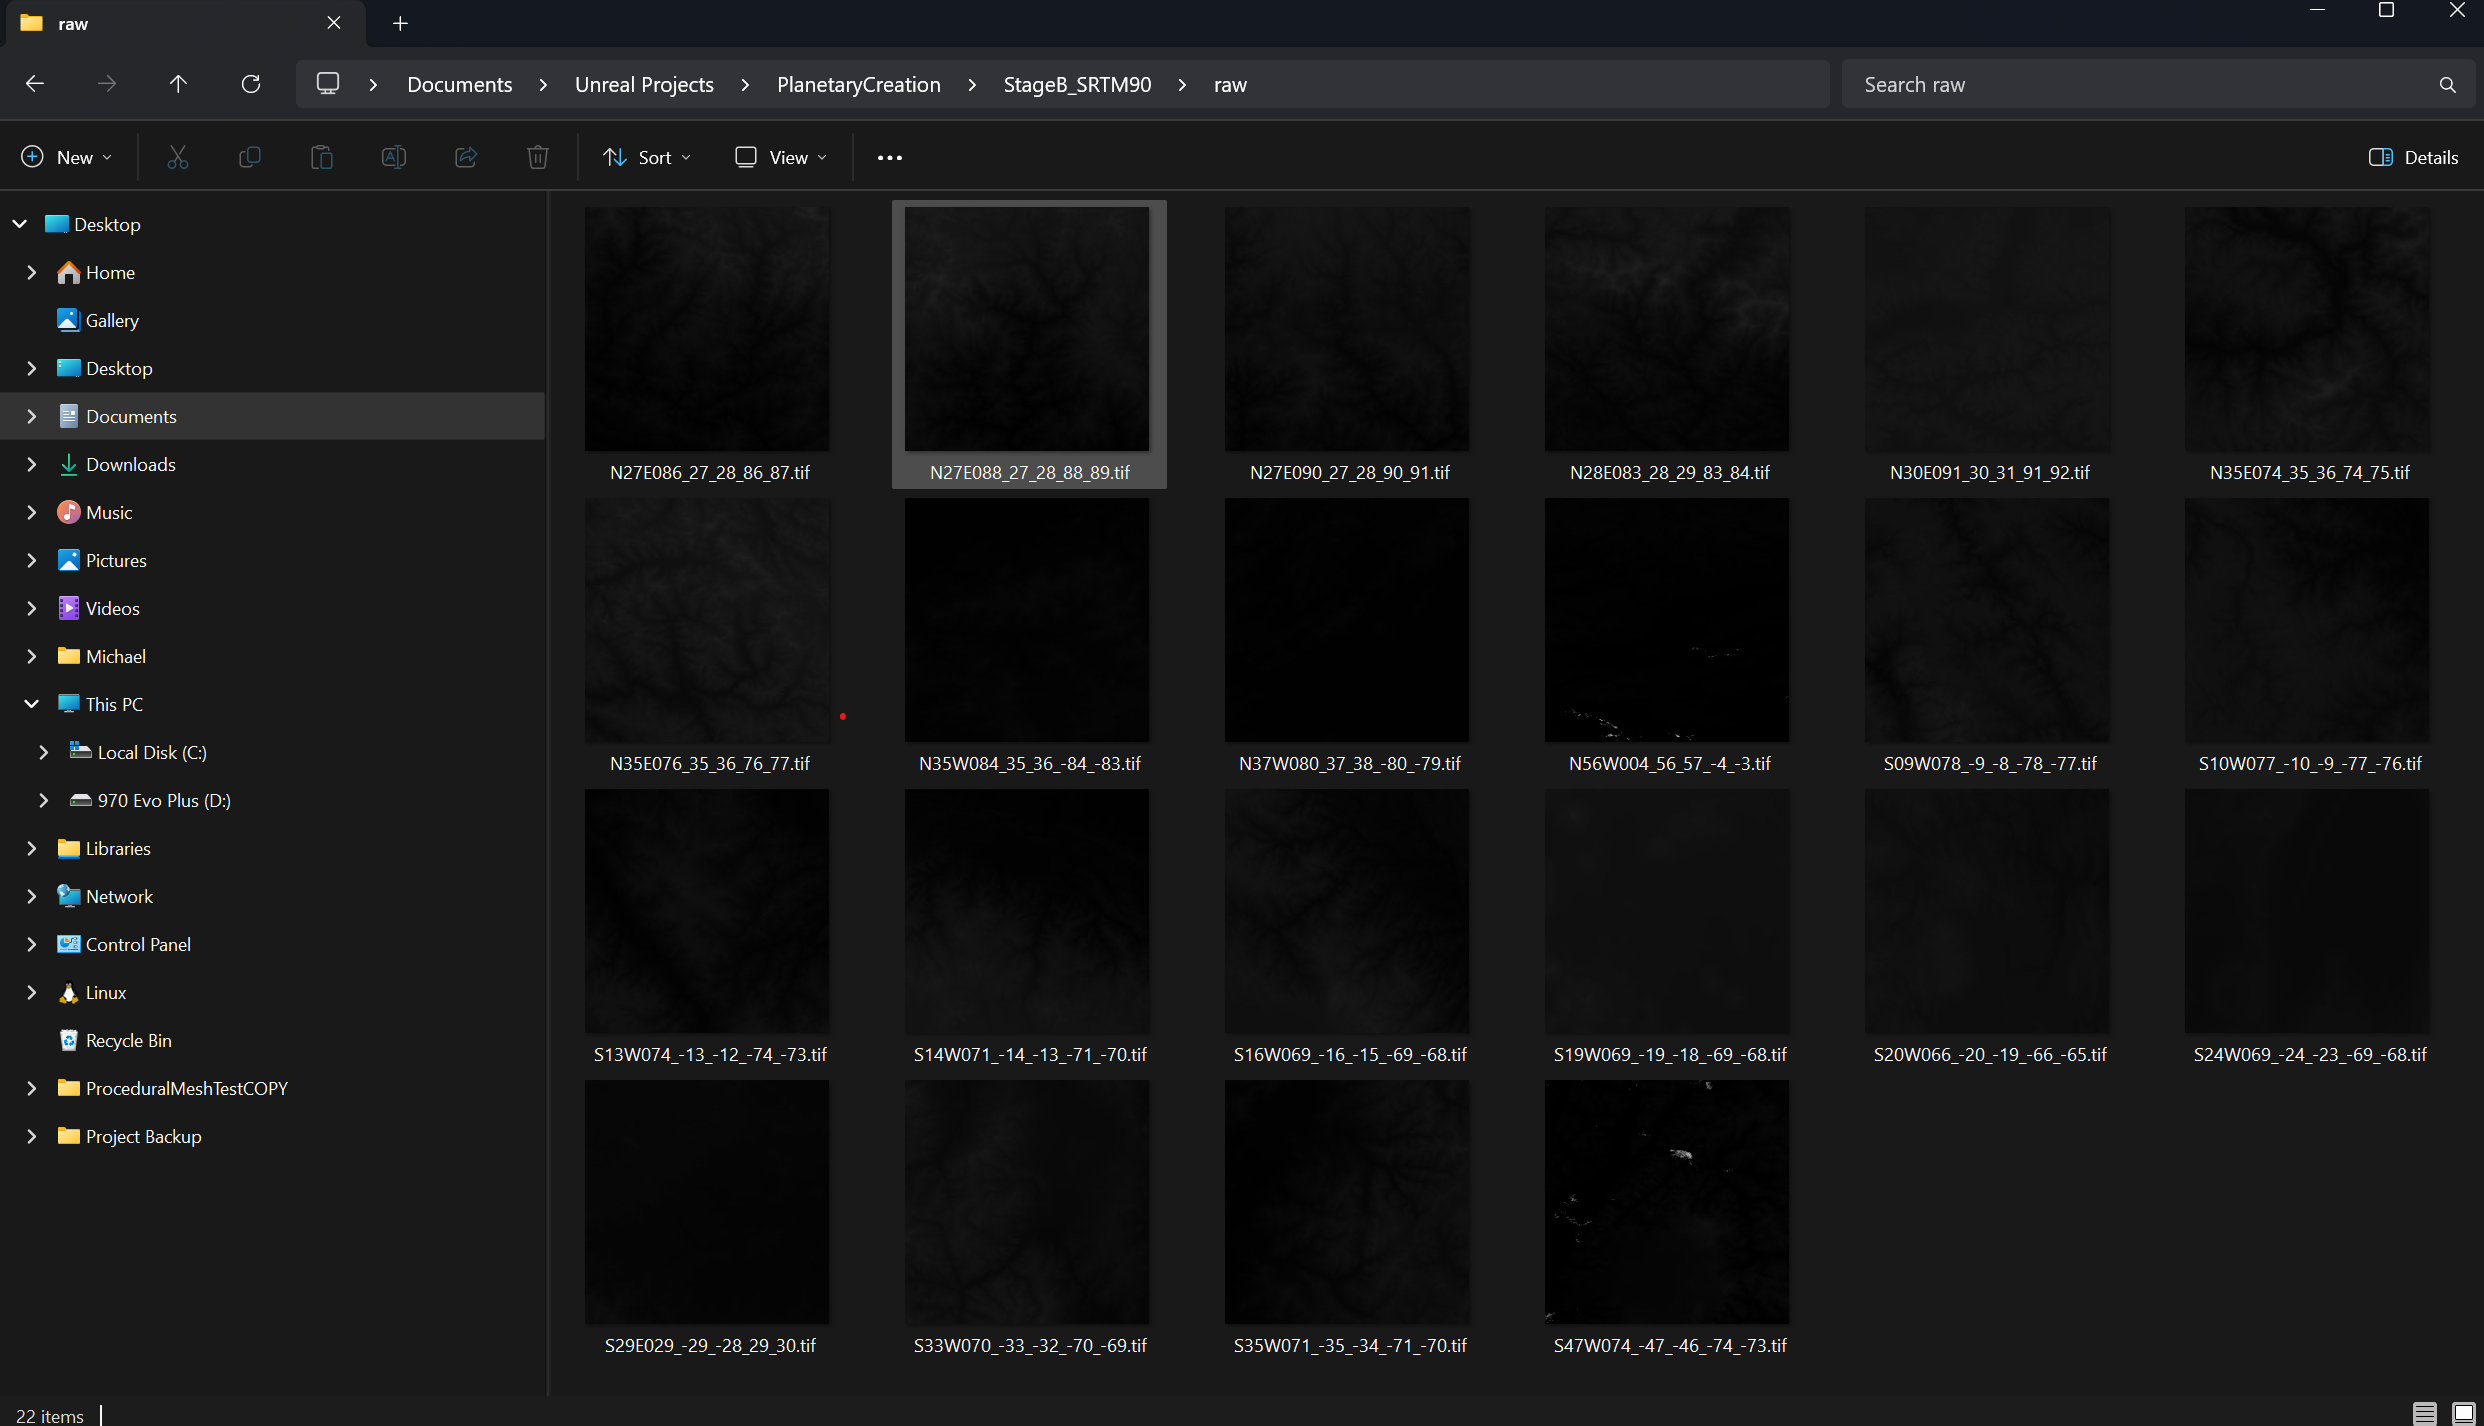 raw
Documents
Unreal Projects
PlanetaryCreation
StageB_SRTM90
raw
Search raw
New
Sort
View
Details
Desktop
Home
Gallery
Desktop
Documents
Downloads
Music
Pictures
Videos
Michael
This PC
Local Disk (C:)
970 Evo Plus (D:)
Libraries
Network
Control Panel
Linux
Recycle Bin
ProceduralMeshTestCOPY
Project Backup
N27E086_27_28_86_87.tif
N27E088_27_28_88_89.tif
N27E090_27_28_90_91.tif
N28E083_28_29_83_84.tif
N30E091_30_31_91_92.tif
N35E074_35_36_74_75.tif
N35E076_35_36_76_77.tif
N35W084_35_36_-84_-83.tif
N37W080_37_38_-80_-79.tif
N56W004_56_57_-4_-3.tif
S09W078_-9_-8_-78_-77.tif
S10W077_-10_-9_-77_-76.tif
S13W074_-13_-12_-74_-73.tif
S14W071_-14_-13_-71_-70.tif
S16W069_-16_-15_-69_-68.tif
S19W069_-19_-18_-69_-68.tif
S20W066_-20_-19_-66_-65.tif
S24W069_-24_-23_-69_-68.tif
S29E029_-29_-28_29_30.tif
S33W070_-33_-32_-70_-69.tif
S35W071_-35_-34_-71_-70.tif
S47W074_-47_-46_-74_-73.tif
22 items